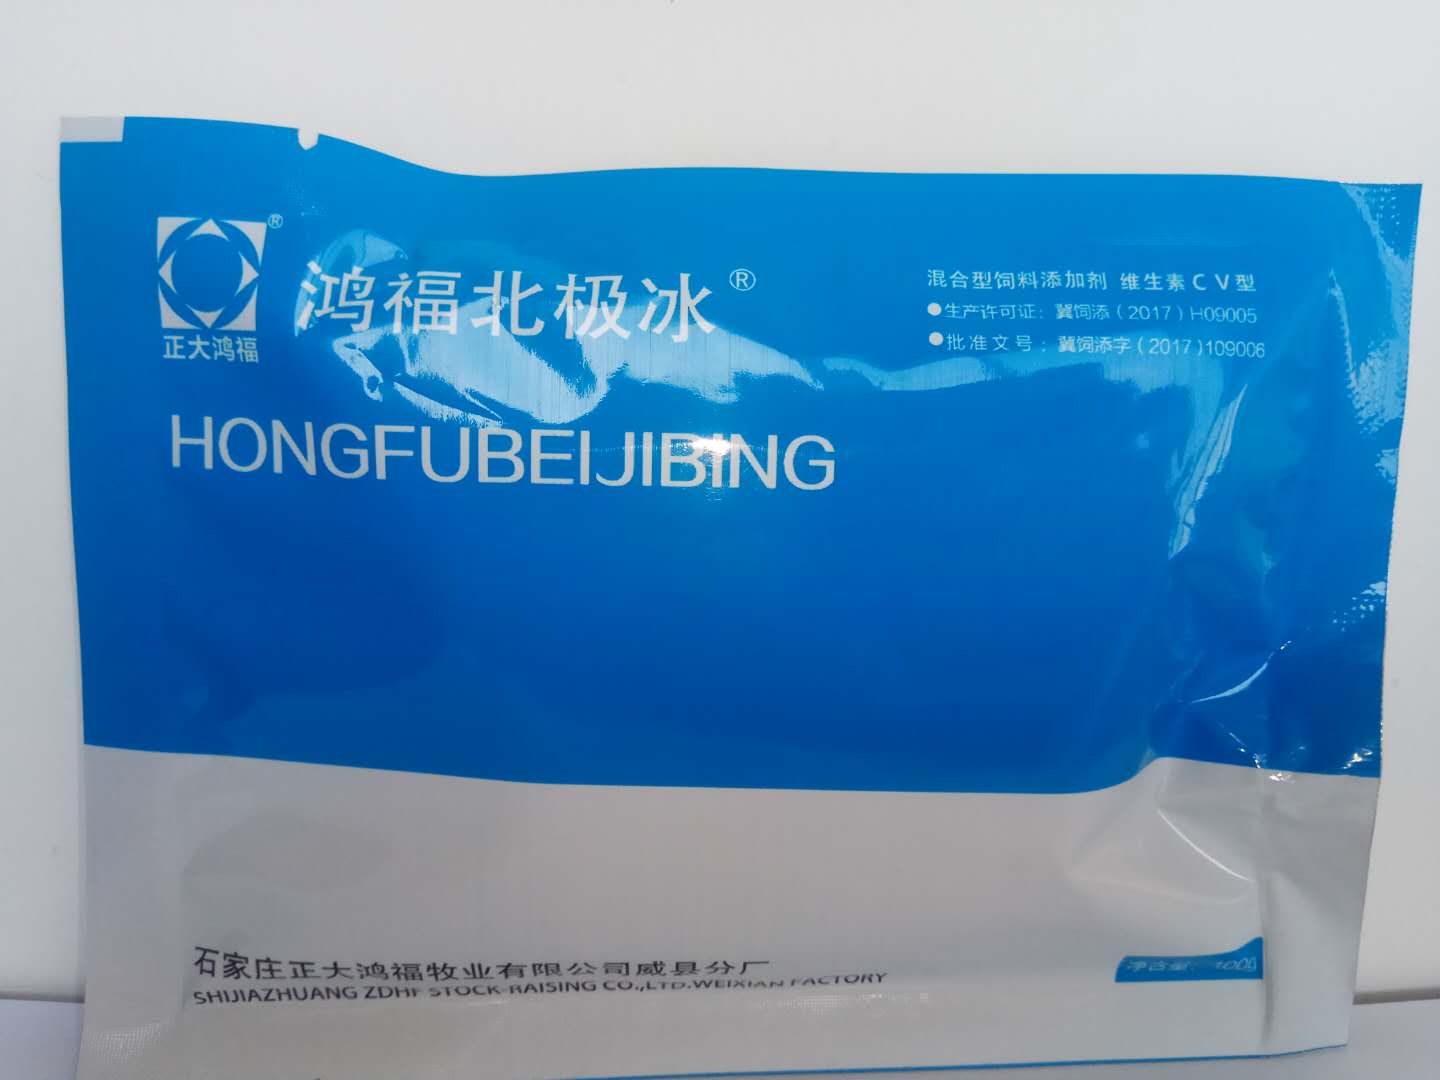 ®
正大鸿福
鸿福北极冰®
HONGFUBEIJIBING
混合型饲料添加剂 维生素CV型
●生产许可证：冀饲添（2017）H09005
●批准文号：冀饲添字（2017）109006
石家庄正大鸿福牧业有限公司威县分厂
SHIJIAZHUANG ZDHF STOCK-RAISING CO.,LTD.WEIXIAN FACTORY
净含量：